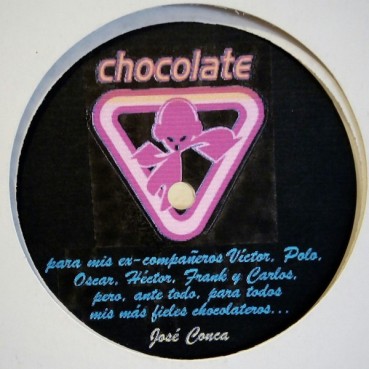 chocolate
para mis ex-compañeros Víctor, Polo,
Oscar, Héctor, Frank y Carlos,
pero, ante todo, para todos
mis más fieles chocolateros...
José Conca